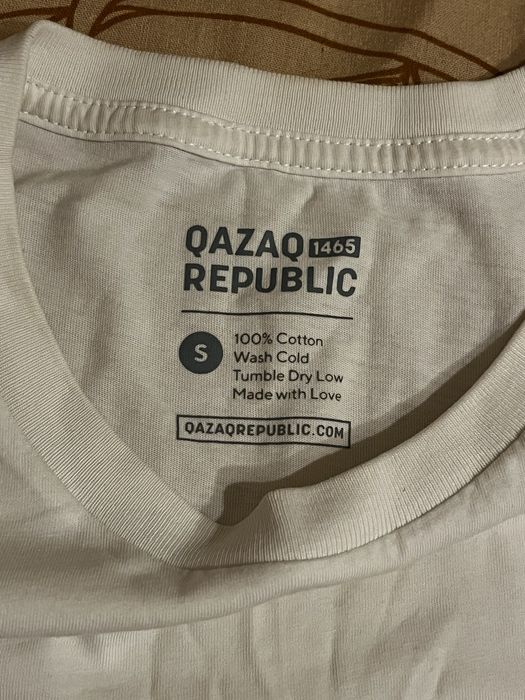 QAZAQ 1465
REPUBLIC
S
100% Cotton
Wash Cold
Tumble Dry Low
Made with Love
QAZAQREPUBLIC.COM